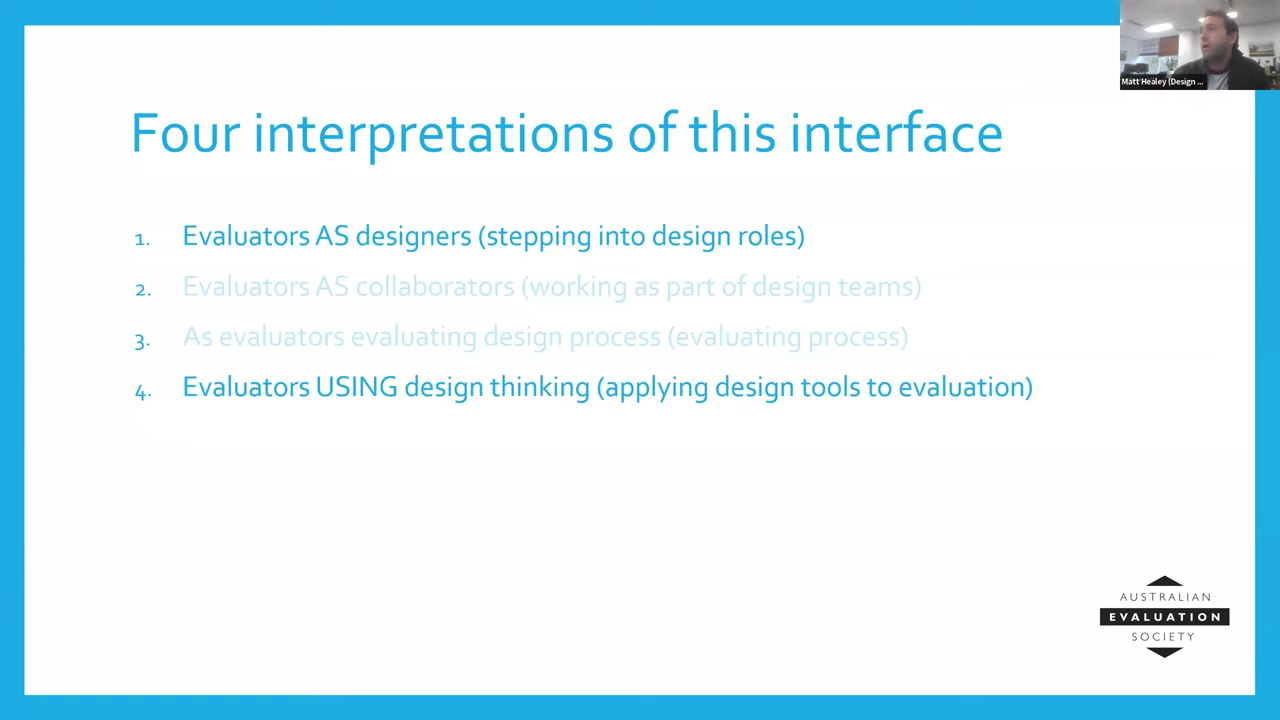 Matt Healey (Design ...
Four interpretations of this interface
1. Evaluators AS designers (stepping into design roles)
2. Evaluators AS collaborators (working as part of design teams)
3. As evaluators evaluating design process (evaluating process)
4. Evaluators USING design thinking (applying design tools to evaluation)
AUSTRALIAN
EVALUATION
SOCIETY